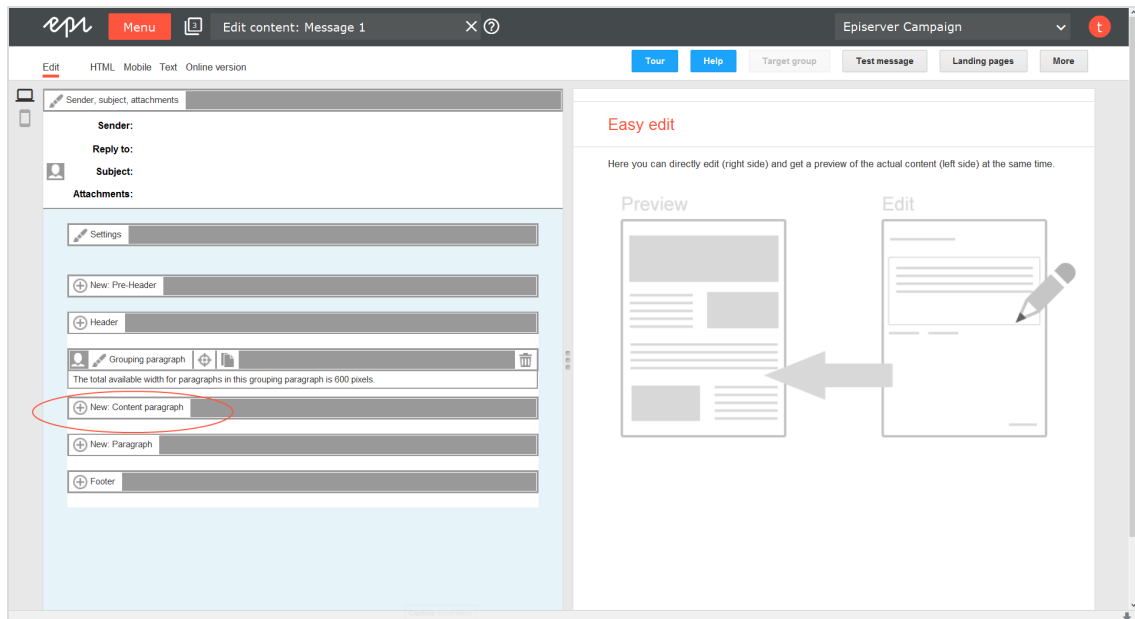 epi Menu 3 Edit content: Message 1 Episerver Campaign t
Edit HTML Mobile Text Online version Tour Help Target group Test message Landing pages More
Sender, subject, attachments
Sender:
Reply to:
Subject:
Attachments:
Settings
New: Pre-Header
Header
Grouping paragraph
The total available width for paragraphs in this grouping paragraph is 600 pixels.
New: Content paragraph
New: Paragraph
Footer
Easy edit
Here you can directly edit (right side) and get a preview of the actual content (left side) at the same time.
Preview Edit